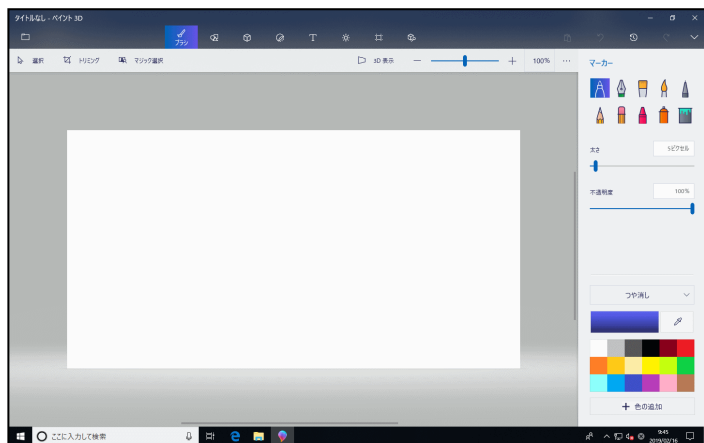 タイトルなし - ペイント 3D
ブラシ
T
選択 トリミング マジック選択 3D 表示 100% ...
マーカー
太さ 5ピクセル
不透明度 100%
つや消し
色の追加
ここに入力して検索
9:45
2019/02/16